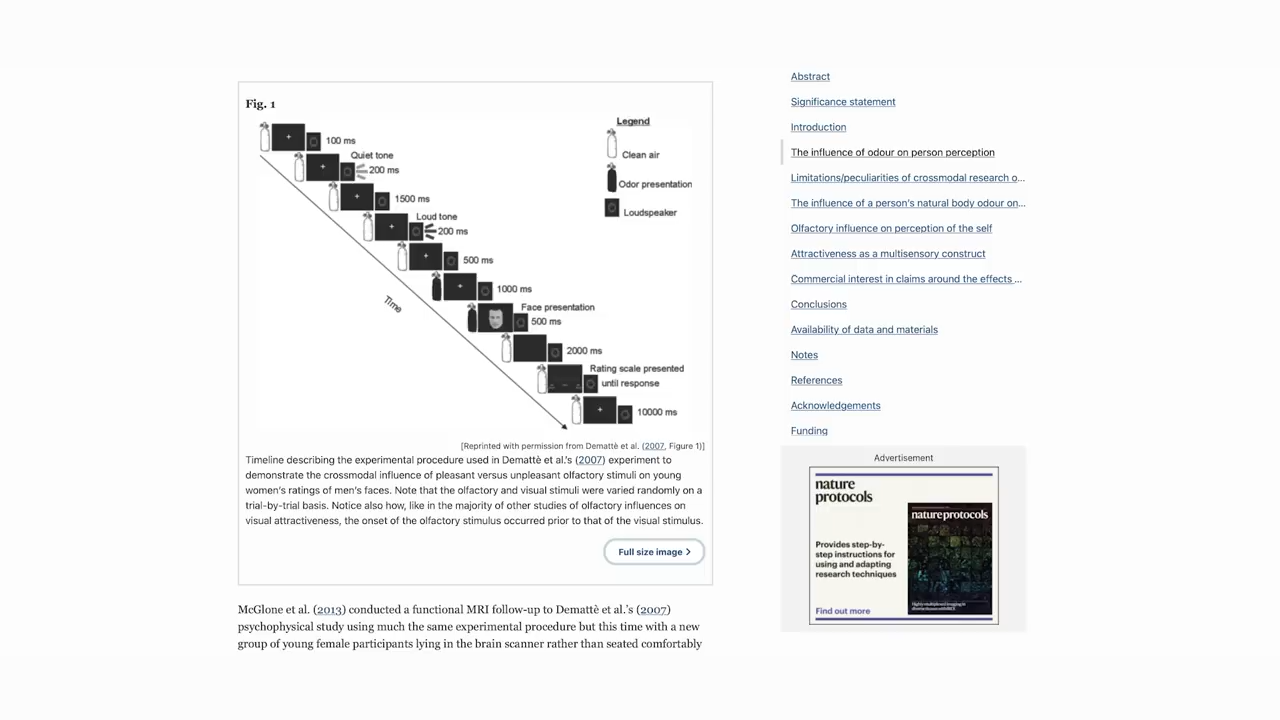 Fig. 1
Legend
Clean air
Odor presentation
Loudspeaker
100 ms
Quiet tone
200 ms
1500 ms
Loud tone
200 ms
500 ms
1000 ms
Face presentation
500 ms
2000 ms
Rating scale presented
until response
10000 ms
Time
[Reprinted with permission from Demattè et al. (2007, Figure 1)]
Timeline describing the experimental procedure used in Demattè et al.'s (2007) experiment to
demonstrate the crossmodal influence of pleasant versus unpleasant olfactory stimuli on young
women's ratings of men's faces. Note that the olfactory and visual stimuli were varied randomly on a
trial-by-trial basis. Notice also how, like in the majority of other studies of olfactory influences on
visual attractiveness, the onset of the olfactory stimulus occurred prior to that of the visual stimulus.
Full size image
McGlone et al. (2013) conducted a functional MRI follow-up to Demattè et al.'s (2007)
psychophysical study using much the same experimental procedure but this time with a new
group of young female participants lying in the brain scanner rather than seated comfortably
Abstract
Significance statement
Introduction
The influence of odour on person perception
Limitations/peculiarities of crossmodal research o...
The influence of a person's natural body odour on...
Olfactory influence on perception of the self
Attractiveness as a multisensory construct
Commercial interest in claims around the effects ...
Conclusions
Availability of data and materials
Notes
References
Acknowledgements
Funding
Advertisement
nature
protocols
Provides step-by-
step instructions for
using and adapting
research techniques
Find out more
nature protocols